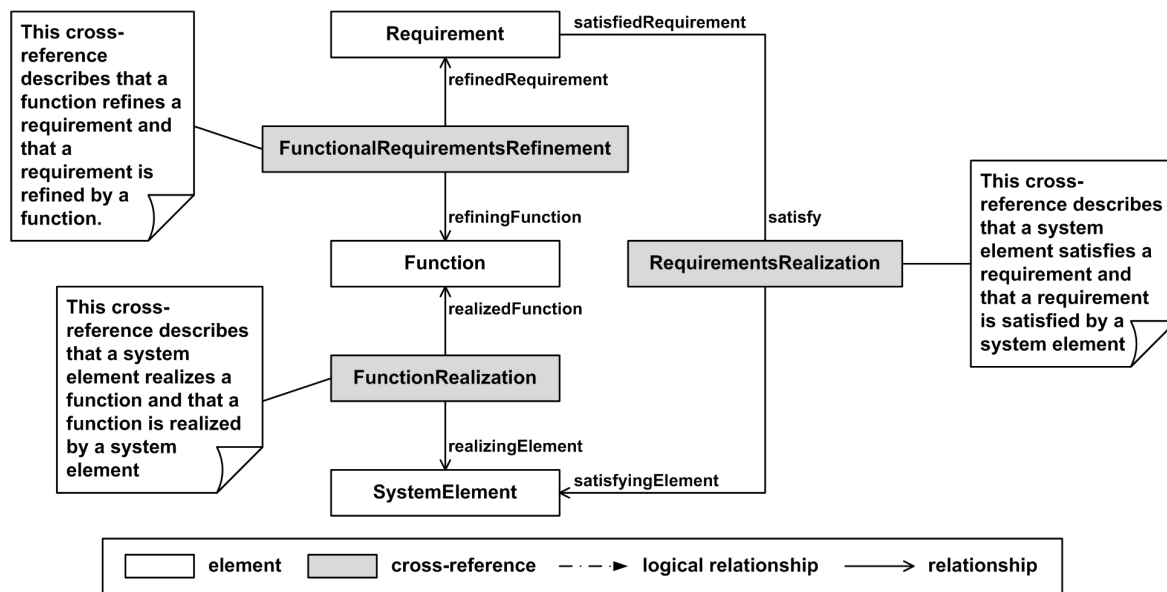 This cross-
reference
describes that a
function refines a
requirement and
that a
requirement is
refined by a
function.
Requirement
satisfiedRequirement
refinedRequirement
FunctionalRequirementsRefinement
refiningFunction
satisfy
Function
RequirementsRealization
This cross-
reference describes
that a system
element satisfies a
requirement and
that a requirement
is satisfied by a
system element
This cross-
reference describes
that a system
element realizes a
function and that a
function is realized
by a system
element
realizedFunction
FunctionRealization
realizingElement
SystemElement
satisfyingElement
element
cross-reference
logical relationship
relationship